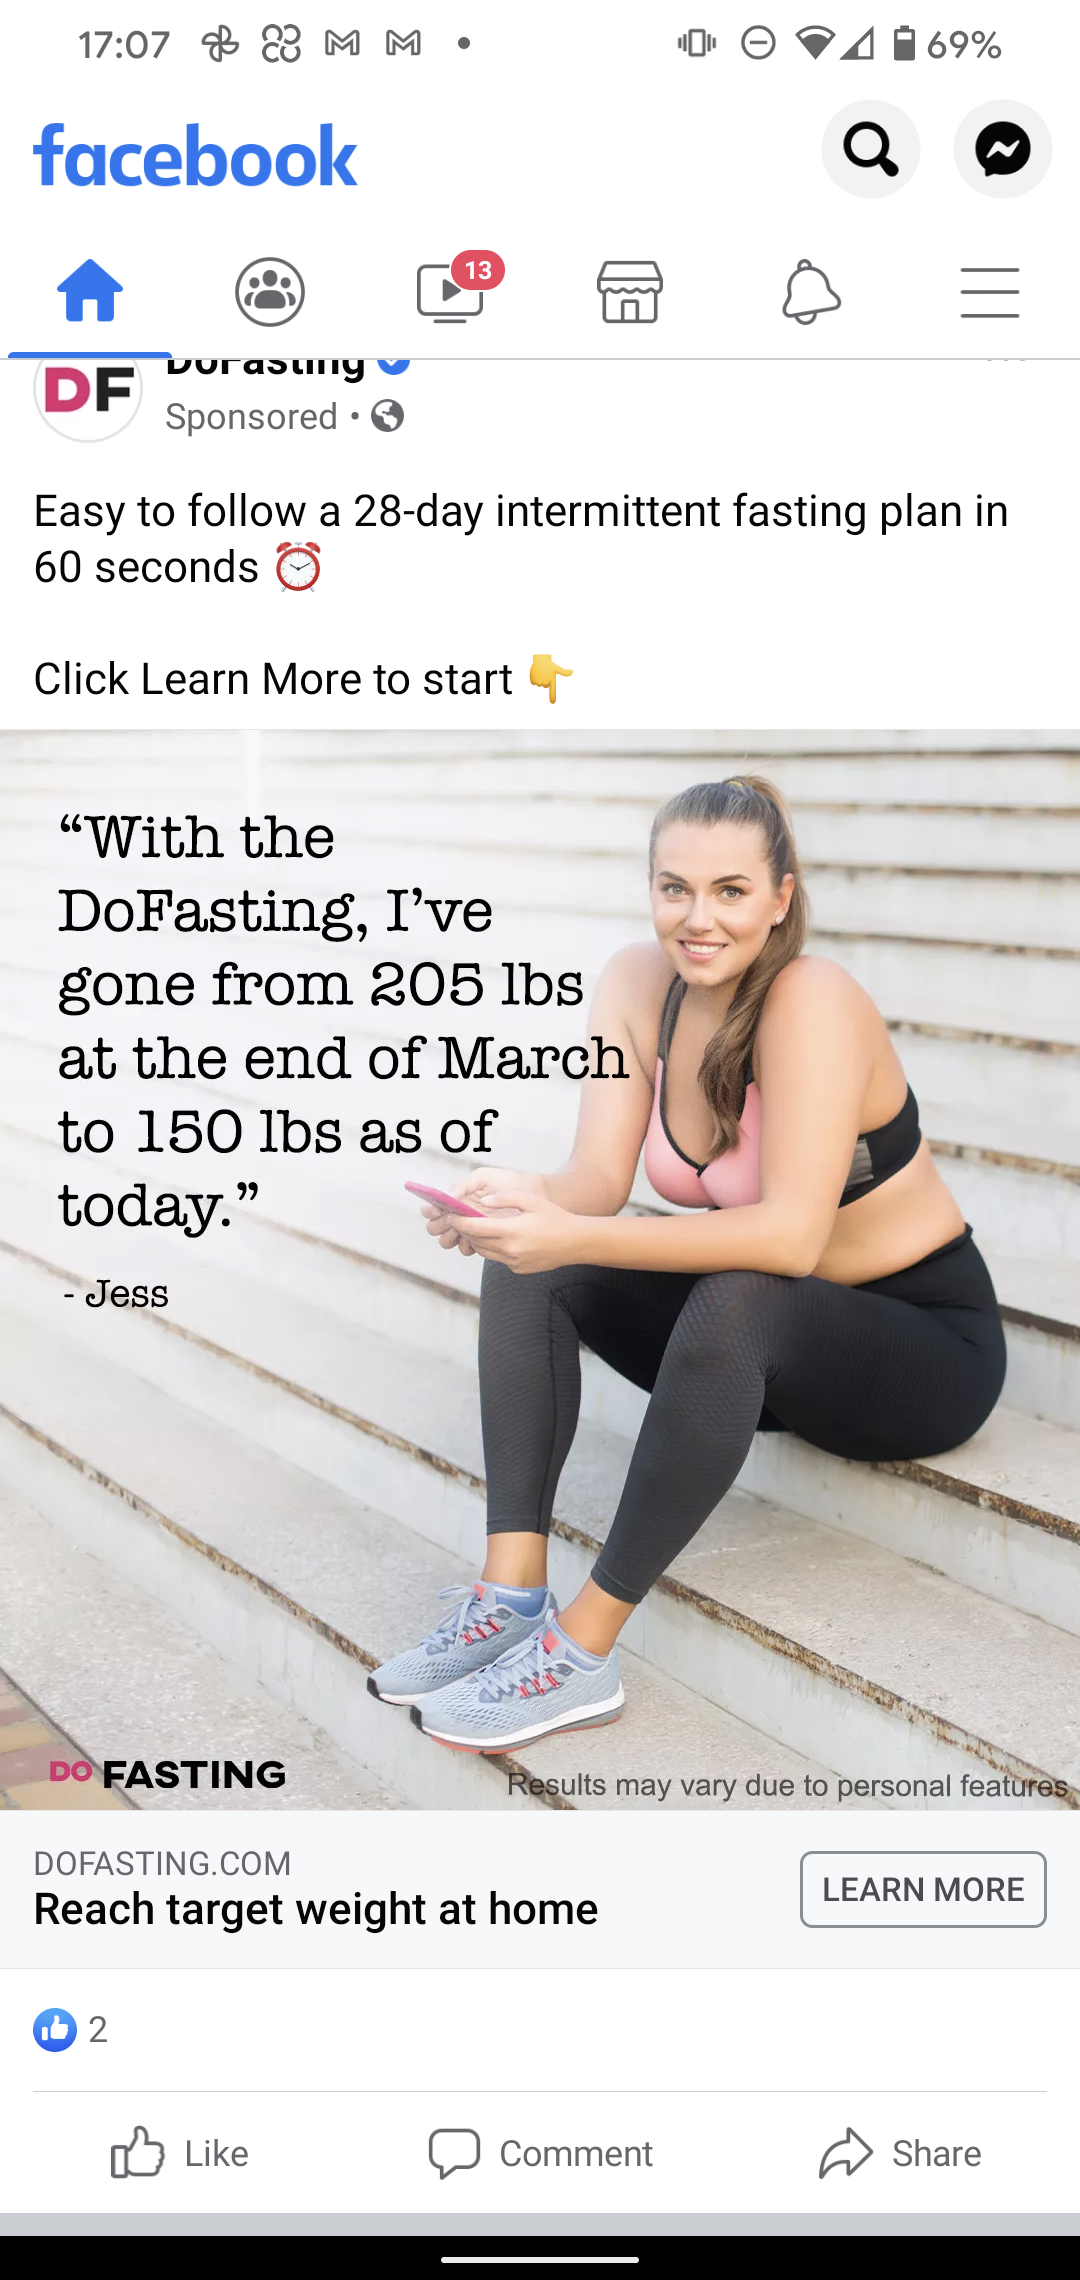 17:07
69%
facebook
13
DoFasting
DF
Sponsored •
Easy to follow a 28-day intermittent fasting plan in
60 seconds ⏰
Click Learn More to start 👇
“With the
DoFasting, I’ve
gone from 205 lbs
at the end of March
to 150 lbs as of
today.”
- Jess
DO FASTING
Results may vary due to personal features
DOFASTING.COM
Reach target weight at home
LEARN MORE
2
Like
Comment
Share